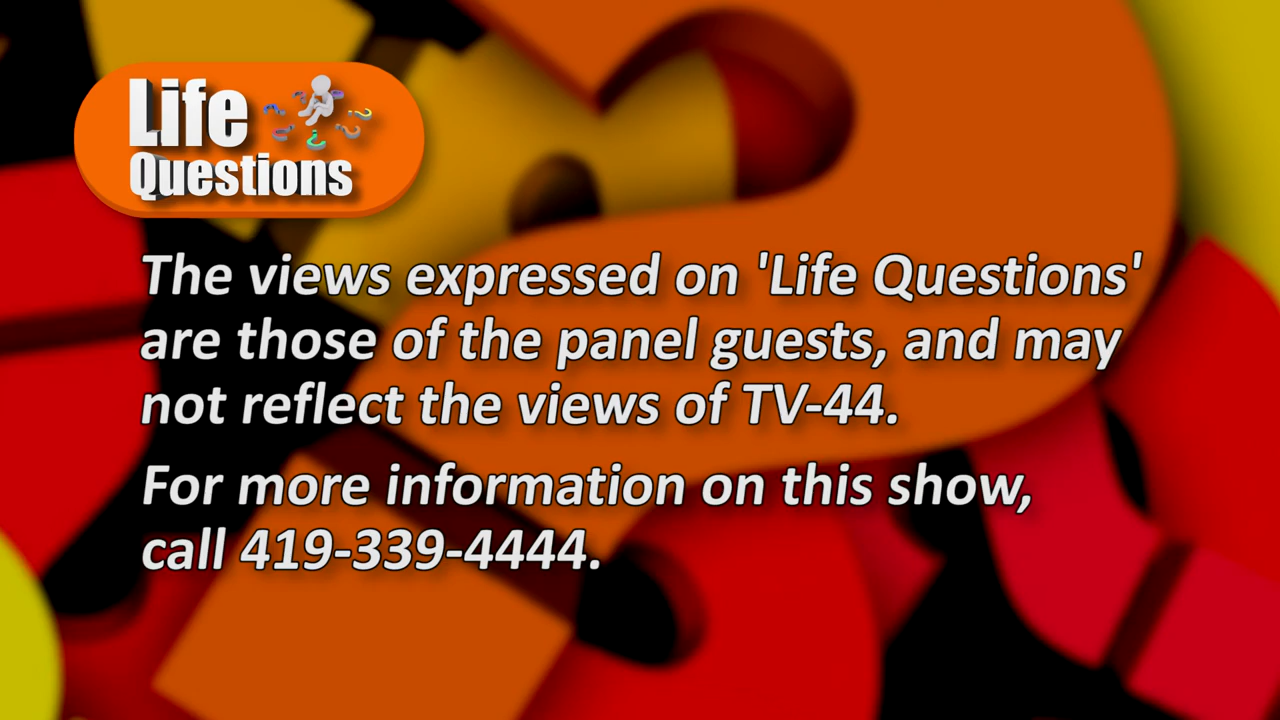 Life
Questions
The views expressed on 'Life Questions'
are those of the panel guests, and may
not reflect the views of TV-44.
For more information on this show,
call 419-339-4444.